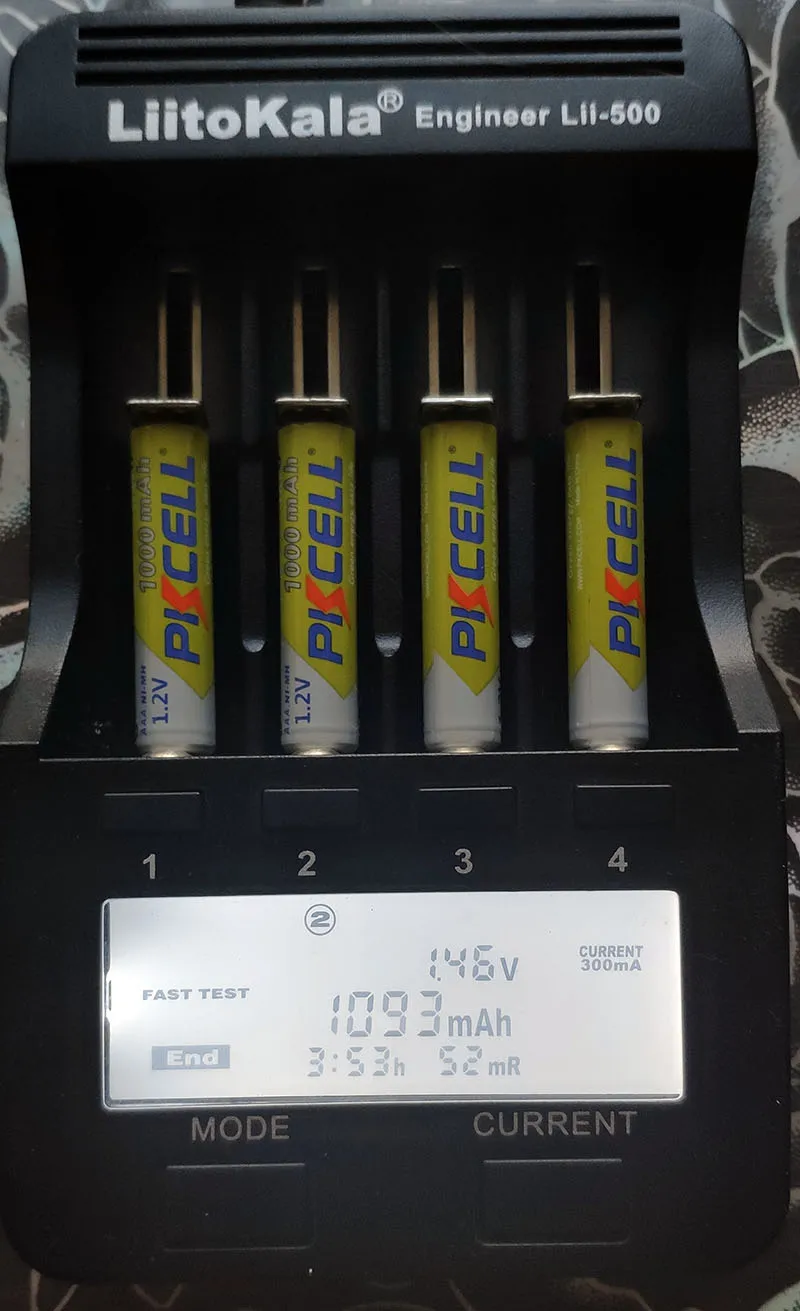 LiitoKala® Engineer Lii-500
1000 mAh
PKCELL®
AAA NI-MH
1.2V
1000 mAh
PKCELL®
AAA NI-MH
1.2V
PKCELL®
PKCELL®
1 2 3 4
2
1.46V
CURRENT
300mA
FAST TEST
1093mAh
End
3:53h 52mR
MODE CURRENT